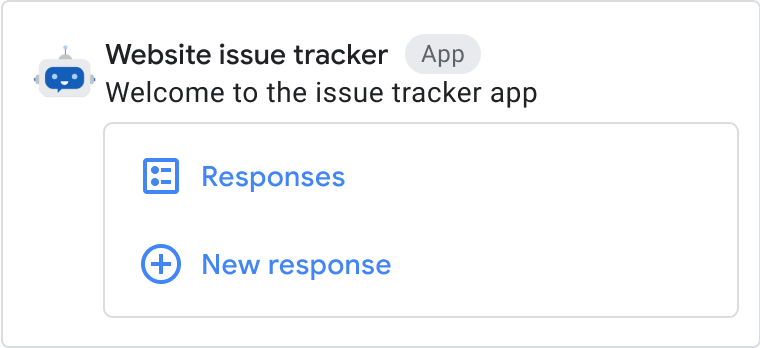 Website issue tracker App
Welcome to the issue tracker app
Responses
New response